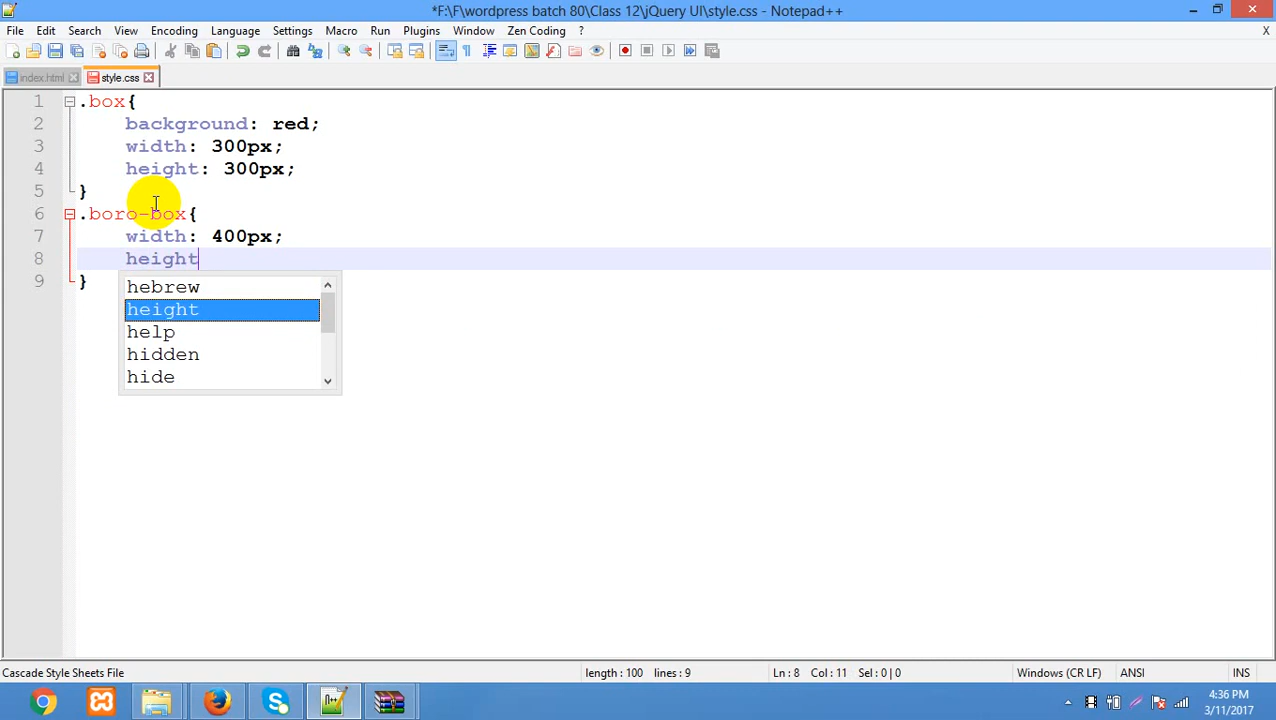 *F:\F\wordpress batch 80\Class 12\jQuery UI\style.css - Notepad++
File Edit Search View Encoding Language Settings Macro Run Plugins Window Zen Coding ? X
index.html style.css
1 .box{
2 background: red;
3 width: 300px;
4 height: 300px;
5 }
6 .boro-box{
7 width: 400px;
8 height
9 }
hebrew
height
help
hidden
hide
Cascade Style Sheets File length : 100 lines : 9 Ln : 8 Col : 11 Sel : 0 | 0 Windows (CR LF) ANSI INS
4:36 PM
3/11/2017